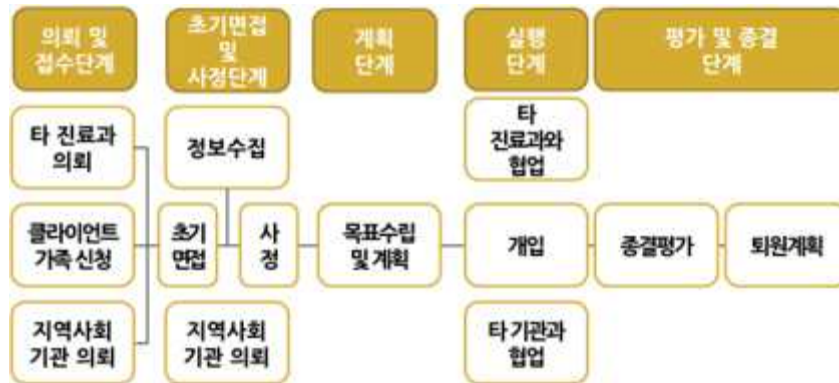 의뢰 및
접수단계
초기면접
및
사정단계
계획
단계
실행
단계
평가 및 종결
단계
타 진료과
의뢰
정보수집
타
진료과와
협업
클라이언트
가족 신청
초기
면접
사
정
목표수립
및 계획
개입
종결평가
퇴원계획
지역사회
기관 의뢰
지역사회
기관 의뢰
타 기관과
협업